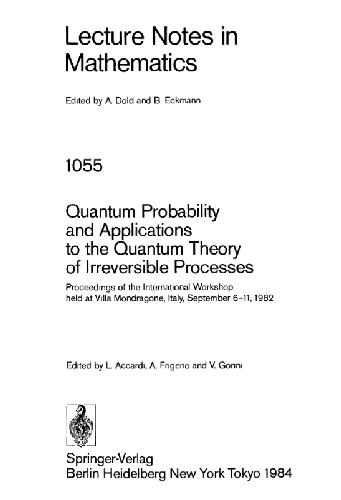 Lecture Notes in
Mathematics
Edited by A. Dold and B. Eckmann
1055
Quantum Probability
and Applications
to the Quantum Theory
of Irreversible Processes
Proceedings of the International Workshop
held at Villa Mondragone, Italy, September 6–11, 1982
Edited by L. Accardi, A. Frigerio and V. Gorini
Springer-Verlag
Berlin Heidelberg New York Tokyo 1984